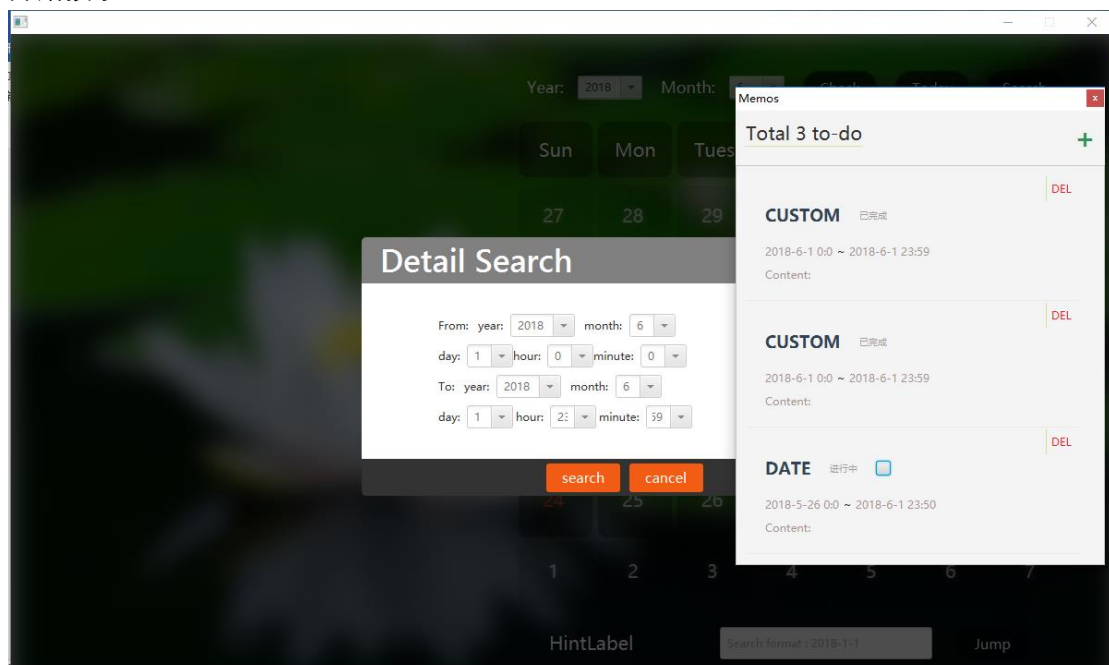 Year: 2018 Month:
Sun Mon Tues
27 28 29
Detail Search
From: year: 2018 month: 6
day: 1 hour: 0 minute: 0
To: year: 2018 month: 6
day: 1 hour: 23 minute: 59
search cancel
24 25 26
1 2 3 4 5 6 7
HintLabel Search format : 2018-1-1 Jump
Memos
Total 3 to-do
+
DEL
CUSTOM 已完成
2018-6-1 0:0 ~ 2018-6-1 23:59
Content:
DEL
CUSTOM 已完成
2018-6-1 0:0 ~ 2018-6-1 23:59
Content:
DEL
DATE 进行中
2018-5-26 0:0 ~ 2018-6-1 23:50
Content: